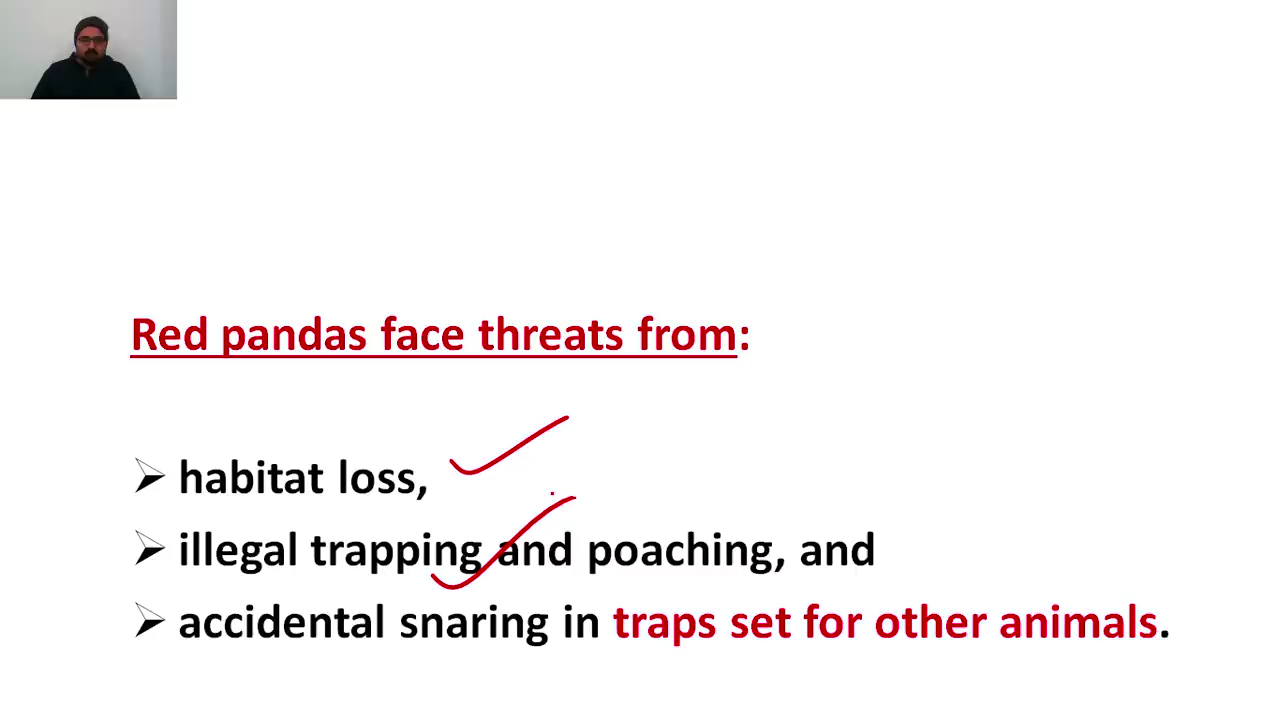 Red pandas face threats from:
habitat loss,
illegal trapping and poaching, and
accidental snaring in traps set for other animals.